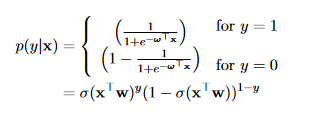 p(y|x) = { (1/(1+e^{-ω^⊤x})) for y = 1
(1 − 1/(1+e^{-ω^⊤x})) for y = 0
= σ(x^⊤w)^y(1 − σ(x^⊤w))^{1−y}